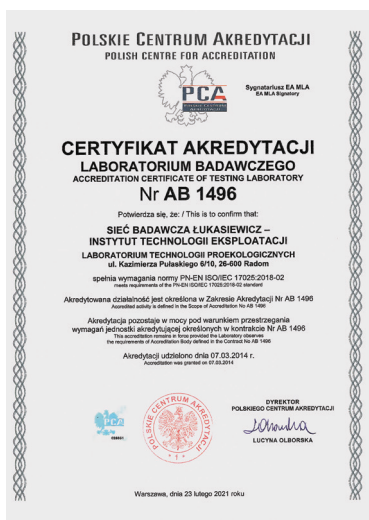 POLSKIE CENTRUM AKREDYTACJI
POLISH CENTRE FOR ACCREDITATION
PCA
POLSKIE CENTRUM
AKREDYTACJI
Sygnatariusz EA MLA
EA MLA Signatory
CERTYFIKAT AKREDYTACJI
LABORATORIUM BADAWCZEGO
ACCREDITATION CERTIFICATE OF TESTING LABORATORY
Nr AB 1496
Potwierdza się, że: / This is to confirm that:
SIEĆ BADAWCZA ŁUKASIEWICZ –
INSTYTUT TECHNOLOGII EKSPLOATACJI
LABORATORIUM TECHNOLOGII PROEKOLOGICZNYCH
ul. Kazimierza Pułaskiego 6/10, 26-600 Radom
spełnia wymagania normy PN-EN ISO/IEC 17025:2018-02
meets requirements of the PN-EN ISO/IEC 17025:2018-02 standard
Akredytowana działalność jest określona w Zakresie Akredytacji Nr AB 1496
Accredited activity is defined in the Scope of Accreditation No AB 1496
Akredytacja pozostaje w mocy pod warunkiem przestrzegania
wymagań jednostki akredytującej określonych w kontrakcie Nr AB 1496
This accreditation remains in force provided the Laboratory observes
the requirements of Accreditation Body defined in the Contract No AB 1496
Akredytacji udzielono dnia 07.03.2014 r.
Accreditation was granted on 07.03.2014
PCA
POLSKIE CENTRUM AKREDYTACJI
* 1 *
DYREKTOR
POLSKIEGO CENTRUM AKREDYTACJI
LUCYNA OLBORSKA
Warszawa, dnia 23 lutego 2021 roku